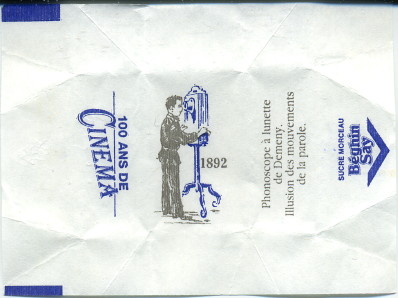 100 ANS DE
CINEMA
1892
Phonoscope à lunette
de Demeny.
Illusion des mouvements
de la parole.
SUCRE MORCEAU
Béghin
Say